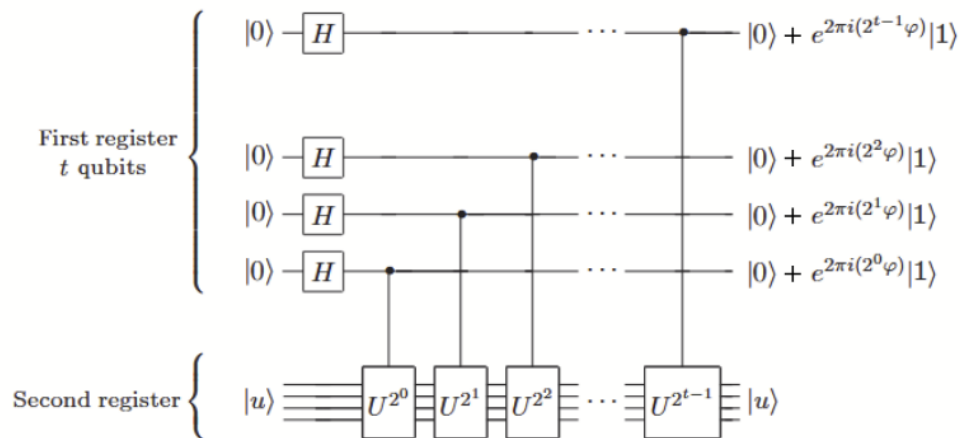 |0⟩ H ··· |0⟩ + e^{2πi(2^{t−1}φ)}|1⟩
First register
t qubits
|0⟩ H ··· |0⟩ + e^{2πi(2^2φ)}|1⟩
|0⟩ H ··· |0⟩ + e^{2πi(2^1φ)}|1⟩
|0⟩ H ··· |0⟩ + e^{2πi(2^0φ)}|1⟩
Second register |u⟩ U^{2^0} U^{2^1} U^{2^2} ··· U^{2^{t−1}} |u⟩